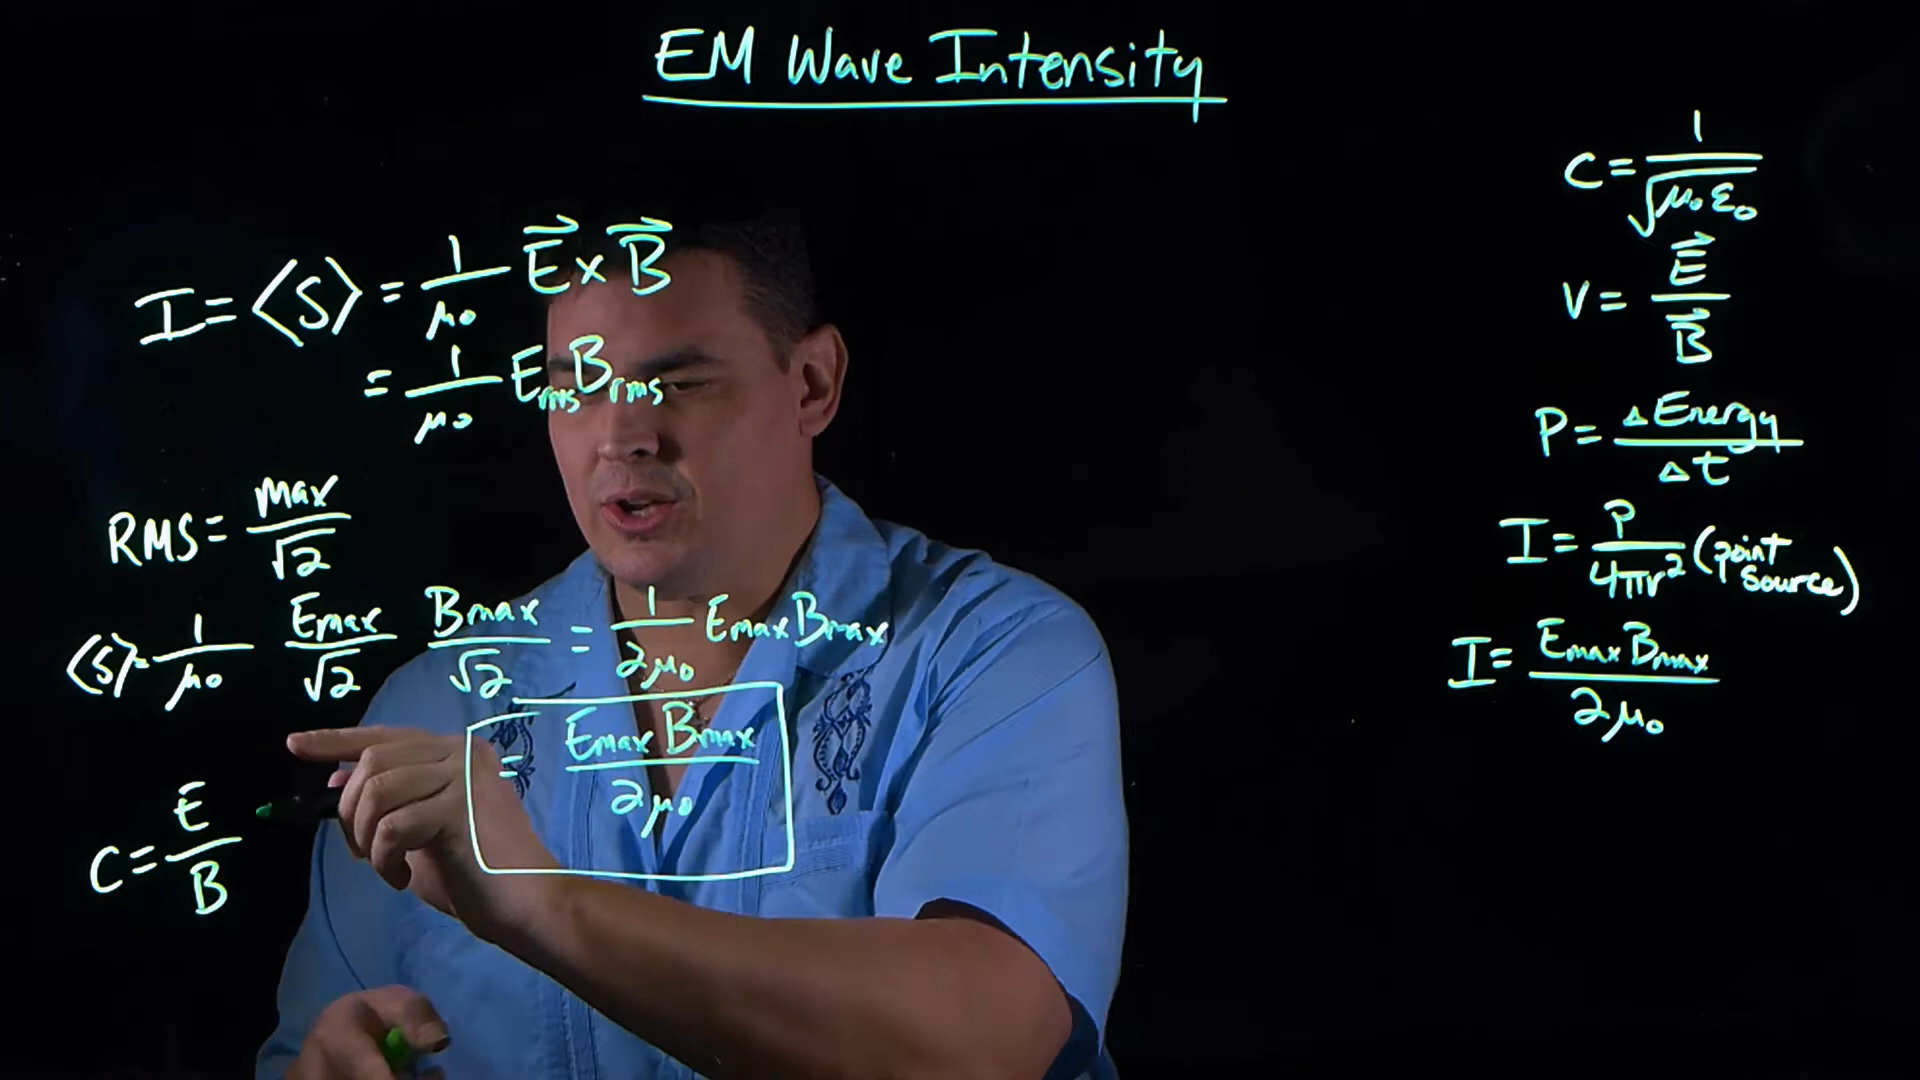 EM Wave Intensity
I = ⟨S⟩ = 1/μ₀ E⃗ x B⃗
= 1/μ₀ E_rms B_rms
RMS = max/√2
⟨S⟩ = 1/μ₀ Emax/√2 Bmax/√2 = 1/2μ₀ Emax Bmax
= Emax Bmax/2μ₀
C = E/B
C = 1/√μ₀ε₀
V = E⃗/B⃗
P = ΔEnergy/Δt
I = P/4πr² (point source)
I = Emax Bmax/2μ₀